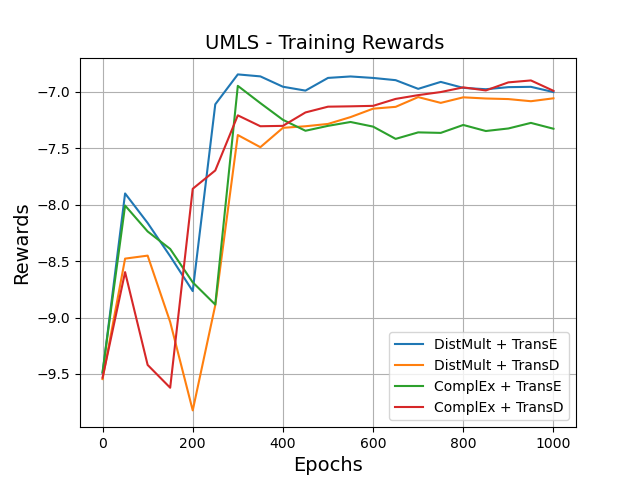 UMLS - Training Rewards
Rewards
−7.0
−7.5
−8.0
−8.5
−9.0
−9.5
DistMult + TransE
DistMult + TransD
ComplEx + TransE
ComplEx + TransD
0 200 400 600 800 1000
Epochs